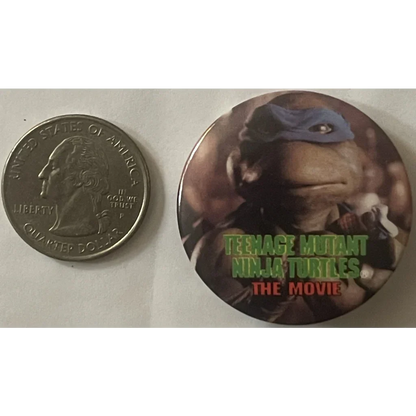 UNITED STATES OF AMERICA
LIBERTY
IN
GOD WE
TRUST
P
QUARTER DOLLAR
TEENAGE MUTANT
NINJA TURTLES
THE MOVIE